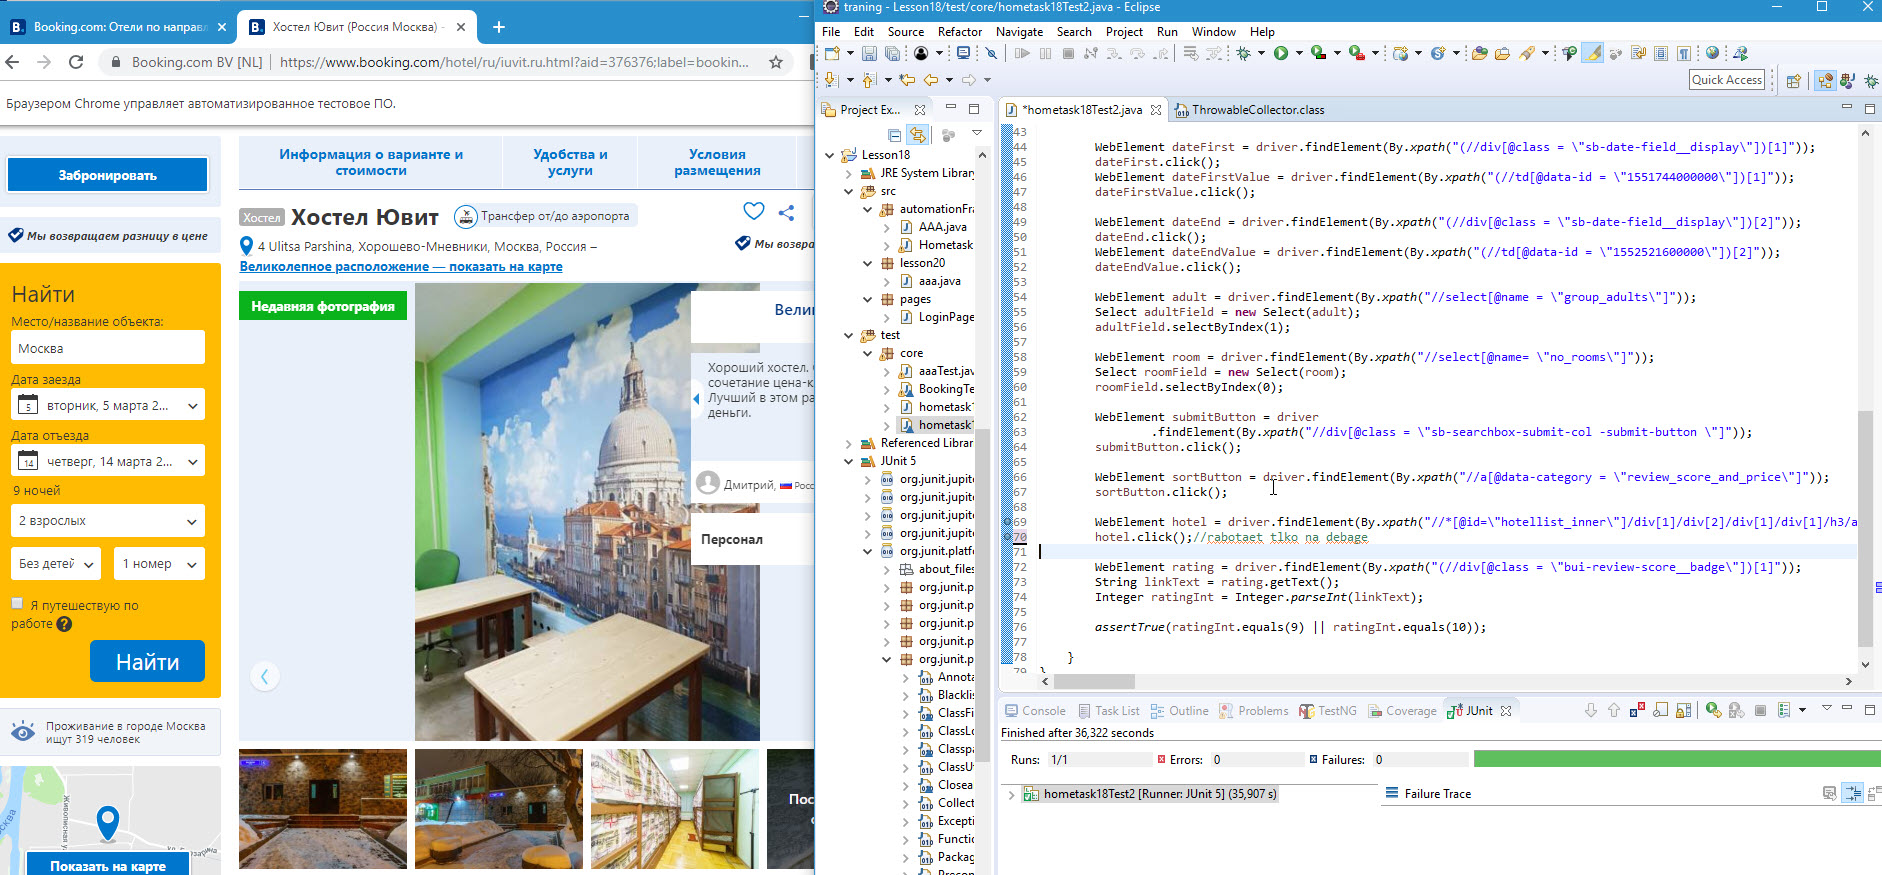 Booking.com: Отели по направл
Хостел Ювит (Россия Москва) -
Booking.com BV [NL]
https://www.booking.com/hotel/ru/iuvit.ru.html?aid=376376;label=bookin...
Браузером Chrome управляет автоматизированное тестовое ПО.
Забронировать
Мы возвращаем разницу в цене
Найти
Место/название объекта:
Москва
Дата заезда
5
вторник, 5 марта 2...
Дата отъезда
14
четверг, 14 марта 2...
9 ночей
2 взрослых
Без детей
1 номер
Я путешествую по
работе
Найти
Проживание в городе Москва
ищут 319 человек
Показать на карте
Информация о варианте и
стоимости
Удобства и
услуги
Условия
размещения
Хостел
Хостел Ювит
Трансфер от/до аэропорта
4 Ulitsa Parshina, Хорошево-Мневники, Москва, Россия –
Мы возвра
Великолепное расположение — показать на карте
Недавняя фотография
Вели
Хороший хостел.
сочетание цена-к
Лучший в этом ра
деньги.
Дмитрий,
Росс
Персонал
Пос
traning - Lesson18/test/core/hometask18Test2.java - Eclipse
File Edit Source Refactor Navigate Search Project Run Window Help
Quick Access
Project Ex...
Lesson18
JRE System Library
src
automationFra
AAA.java
Hometask
lesson20
aaa.java
pages
LoginPage
test
core
aaaTest.jav
BookingTe
hometask1
hometask1
Referenced Librar
JUnit 5
org.junit.jupite
org.junit.jupite
org.junit.jupite
org.junit.jupite
org.junit.platfo
about_files
org.junit.p
org.junit.p
org.junit.p
org.junit.p
org.junit.p
Annota
Blacklis
ClassFi
ClassLo
Classpa
ClassUt
Closea
Collect
Excepti
Functio
Packag
*hometask18Test2.java
ThrowableCollector.class
43
44 WebElement dateFirst = driver.findElement(By.xpath("(//div[@class = \"sb-date-field__display\"])[1]"));
45 dateFirst.click();
46 WebElement dateFirstValue = driver.findElement(By.xpath("(//td[@data-id = \"1551744000000\"])[1]"));
47 dateFirstValue.click();
48
49 WebElement dateEnd = driver.findElement(By.xpath("(//div[@class = \"sb-date-field__display\"])[2]"));
50 dateEnd.click();
51 WebElement dateEndValue = driver.findElement(By.xpath("(//td[@data-id = \"1552521600000\"])[2]"));
52 dateEndValue.click();
53
54 WebElement adult = driver.findElement(By.xpath("//select[@name = \"group_adults\"]"));
55 Select adultField = new Select(adult);
56 adultField.selectByIndex(1);
57
58 WebElement room = driver.findElement(By.xpath("//select[@name= \"no_rooms\"]"));
59 Select roomField = new Select(room);
60 roomField.selectByIndex(0);
61
62 WebElement submitButton = driver
63 .findElement(By.xpath("//div[@class = \"sb-searchbox-submit-col -submit-button \"]"));
64 submitButton.click();
65
66 WebElement sortButton = driver.findElement(By.xpath("//a[@data-category = \"review_score_and_price\"]"));
67 sortButton.click();
68
69 WebElement hotel = driver.findElement(By.xpath("//*[@id=\"hotellist_inner\"]/div[1]/div[2]/div[1]/div[1]/h3/a
70 hotel.click();//rabotaet tlko na debage
71
72 WebElement rating = driver.findElement(By.xpath("(//div[@class = \"bui-review-score__badge\"])[1]"));
73 String linkText = rating.getText();
74 Integer ratingInt = Integer.parseInt(linkText);
75
76 assertTrue(ratingInt.equals(9) || ratingInt.equals(10));
77
78 }
79 }
Console Task List Outline Problems TestNG Coverage JUnit
Finished after 36,322 seconds
Runs: 1/1 Errors: 0 Failures: 0
hometask18Test2 [Runner: JUnit 5] (35,907 s)
Failure Trace